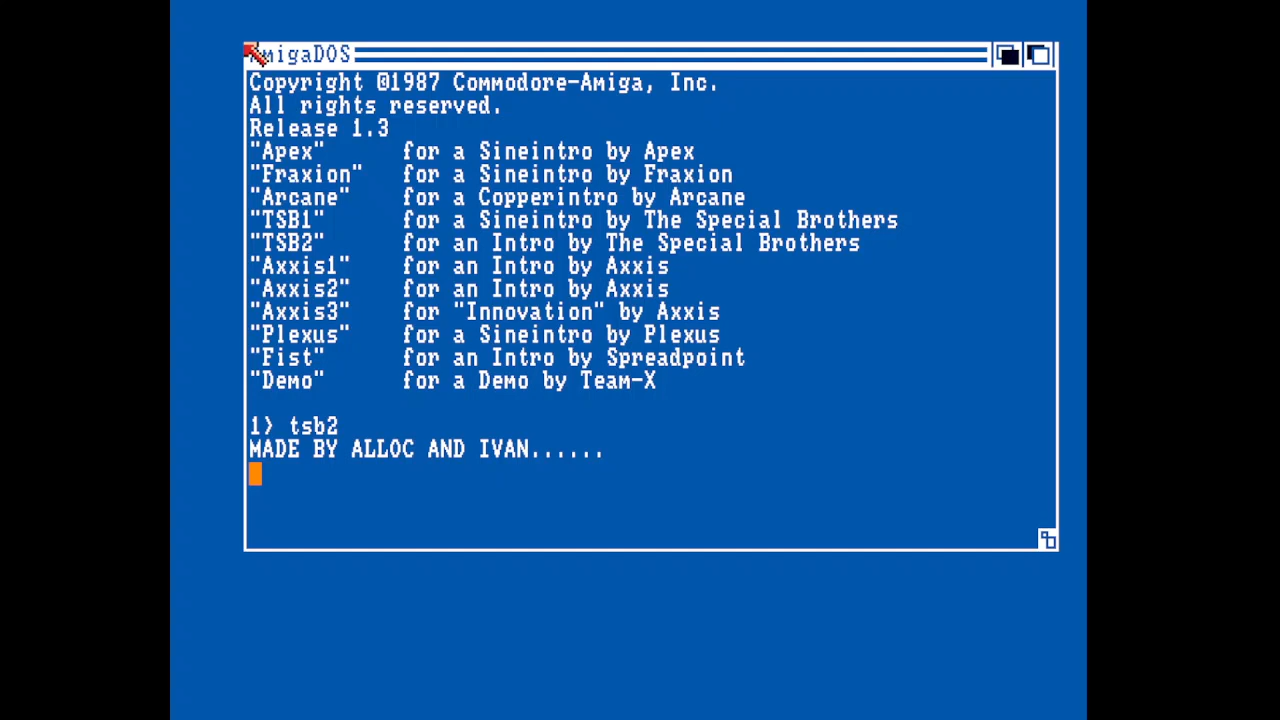 AmigaDOS
Copyright ©1987 Commodore-Amiga, Inc.
All rights reserved.
Release 1.3
"Apex" for a Sineintro by Apex
"Fraxion" for a Sineintro by Fraxion
"Arcane" for a Copperintro by Arcane
"TSB1" for a Sineintro by The Special Brothers
"TSB2" for an Intro by The Special Brothers
"Axxis1" for an Intro by Axxis
"Axxis2" for an Intro by Axxis
"Axxis3" for "Innovation" by Axxis
"Plexus" for a Sineintro by Plexus
"Fist" for an Intro by Spreadpoint
"Demo" for a Demo by Team-X
1> tsb2
MADE BY ALLOC AND IVAN......